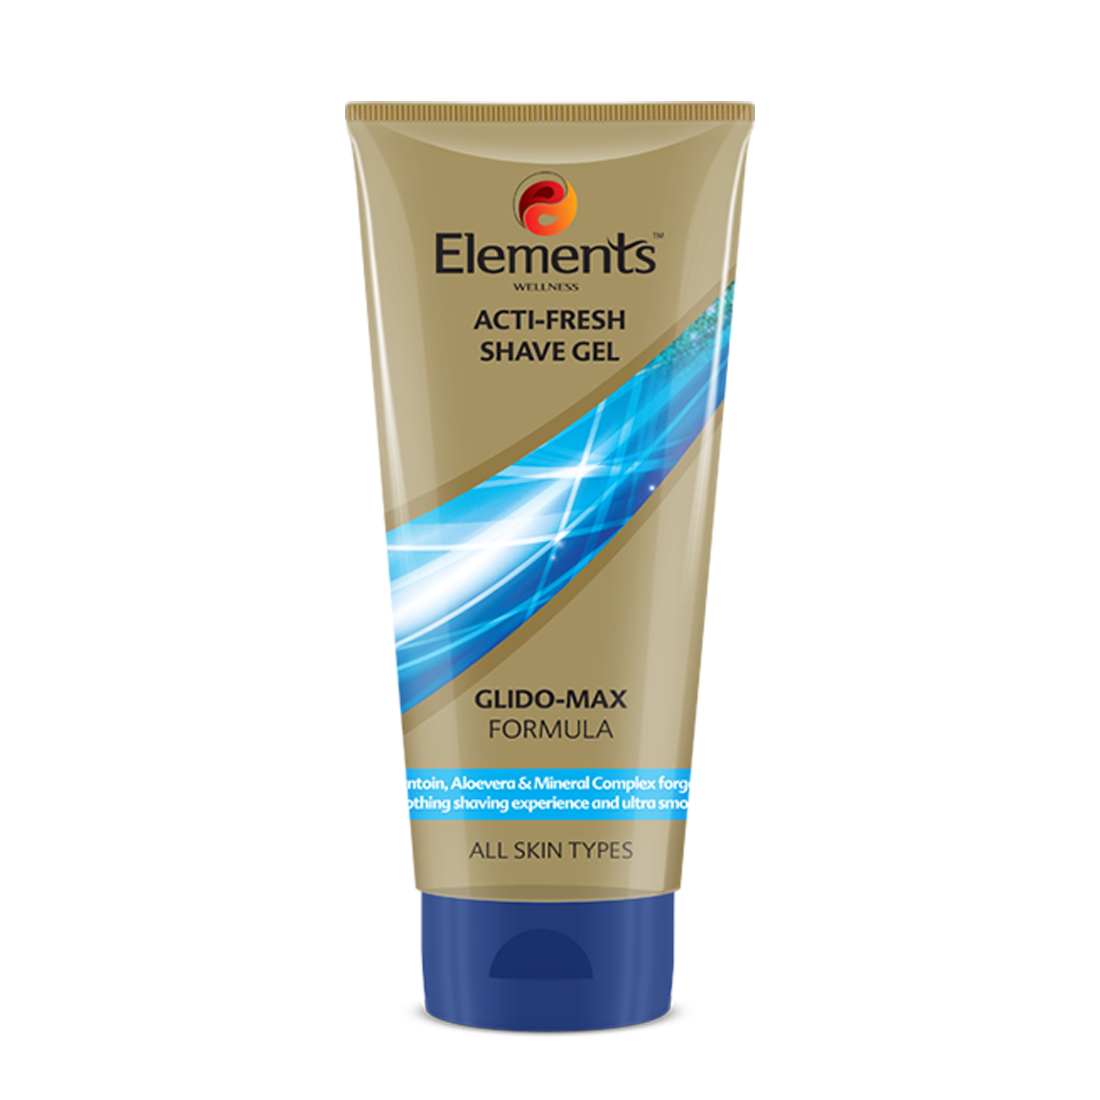 Elements™
WELLNESS
ACTI-FRESH
SHAVE GEL
GLIDO-MAX
FORMULA
ntoin, Aloevera & Mineral Complex forg
othing shaving experience and ultra smo
ALL SKIN TYPES